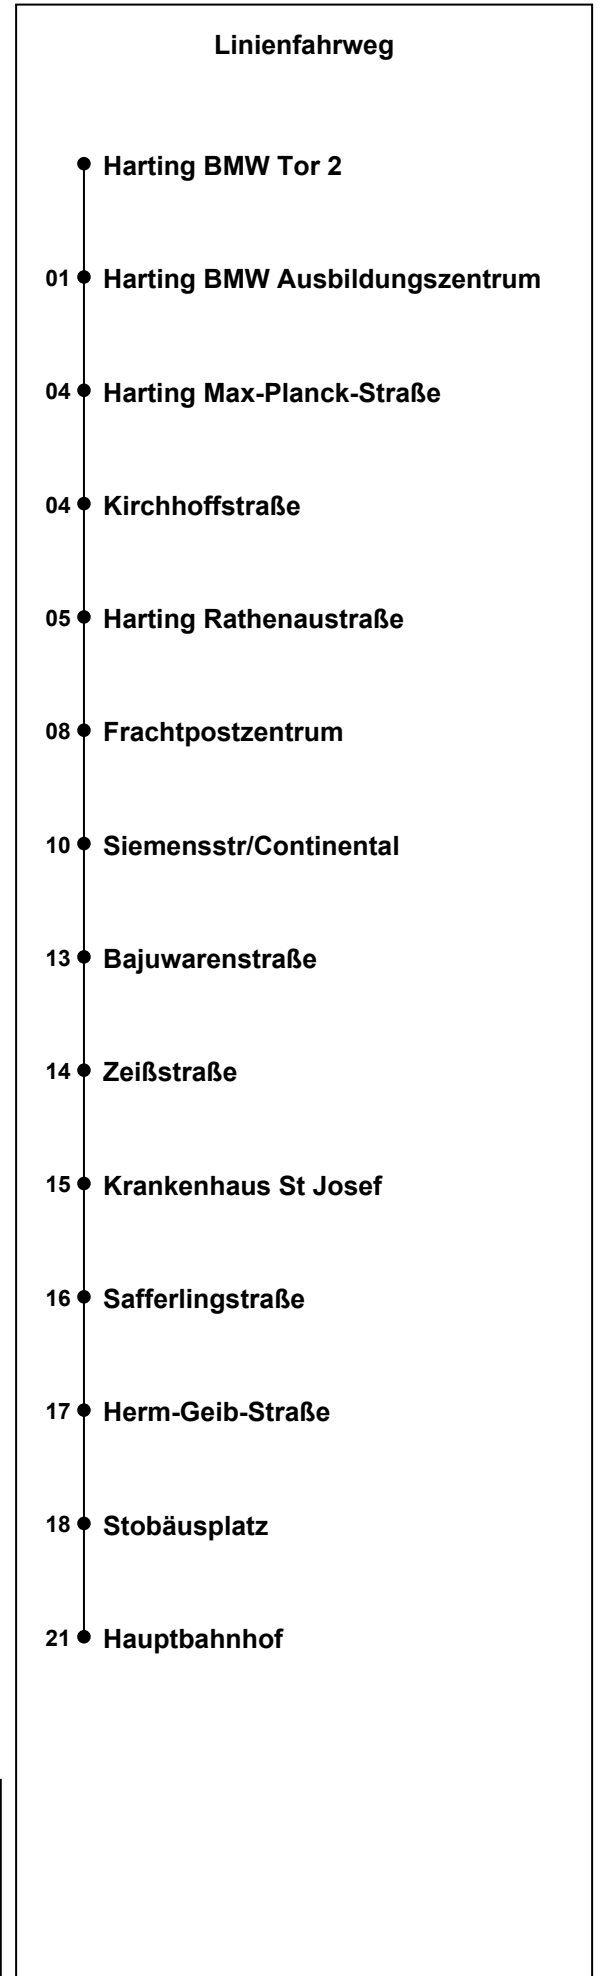 Linienfahrweg
Harting BMW Tor 2
01 Harting BMW Ausbildungszentrum
04 Harting Max-Planck-Straße
04 Kirchhoffstraße
05 Harting Rathenaustraße
08 Frachtpostzentrum
10 Siemensstr/Continental
13 Bajuwarenstraße
14 Zeißstraße
15 Krankenhaus St Josef
16 Safferlingstraße
17 Herm-Geib-Straße
18 Stobäusplatz
21 Hauptbahnhof